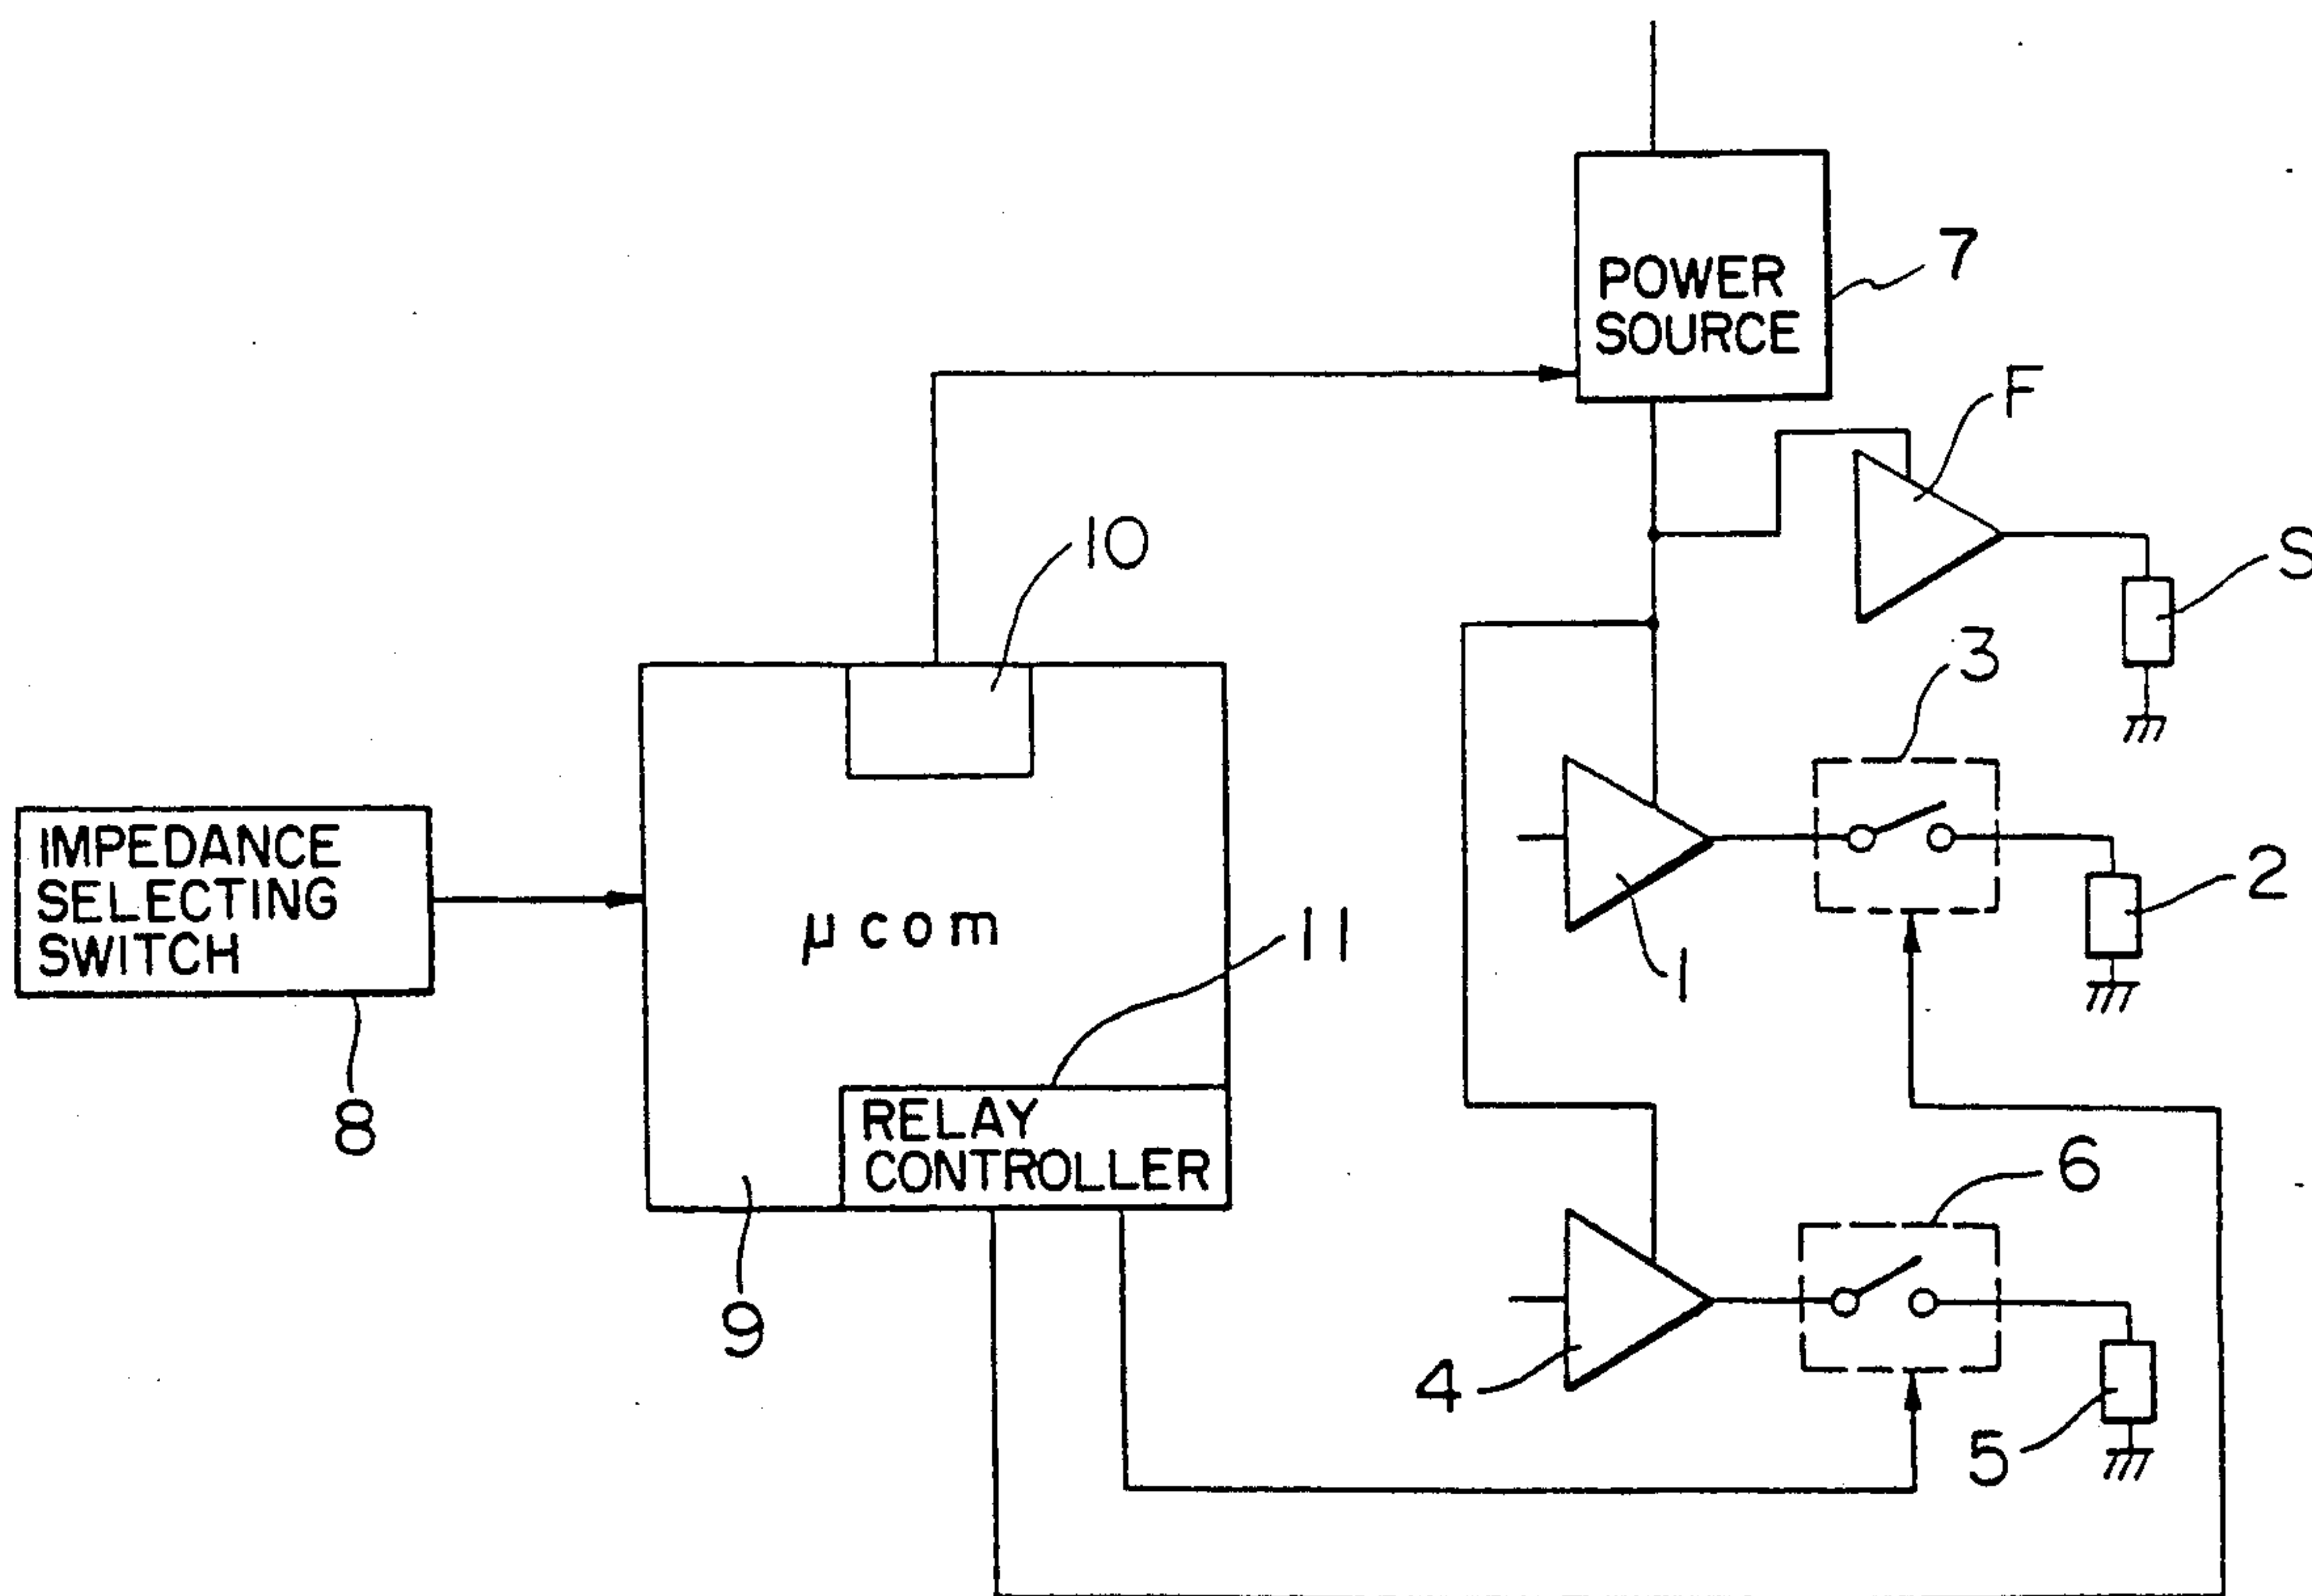 7
POWER
SOURCE
F
10
S
3
IMPEDANCE
SELECTING
SWITCH
μcom
11
2
1
8
RELAY
CONTROLLER
6
9
4
5